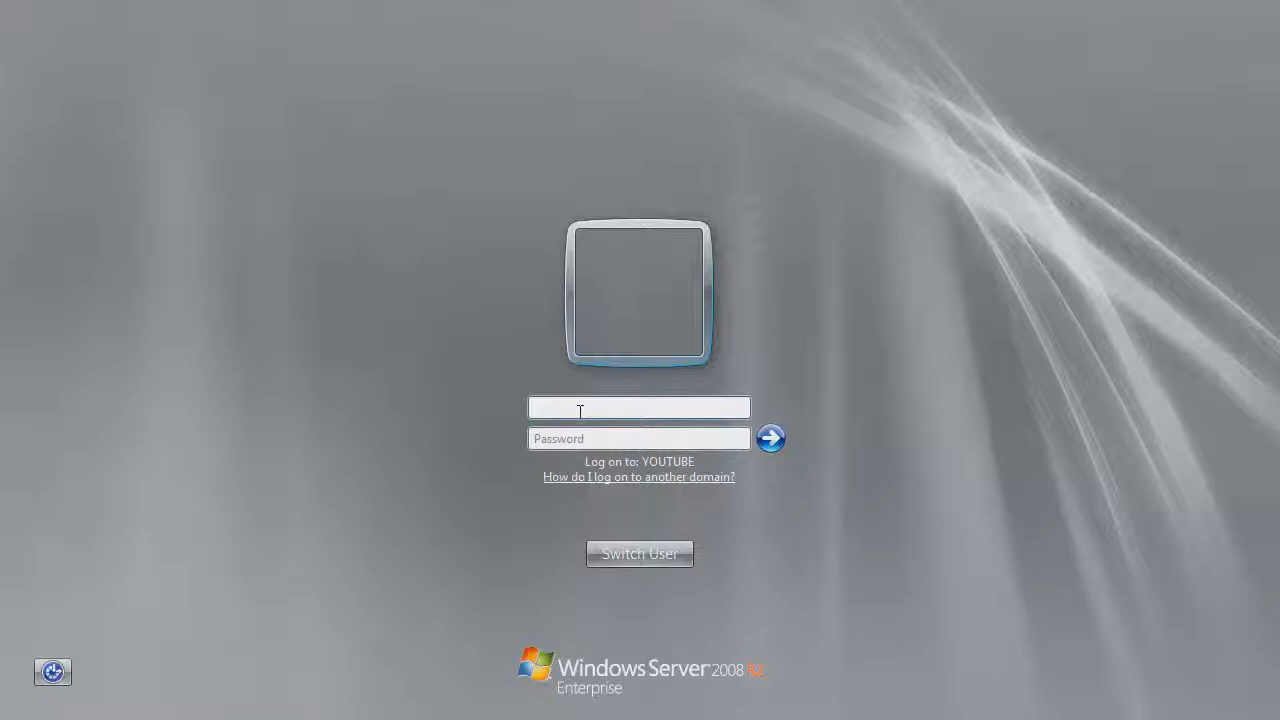 Password
Log on to: YOUTUBE
How do I log on to another domain?
Switch User
Windows Server 2008 R2
Enterprise